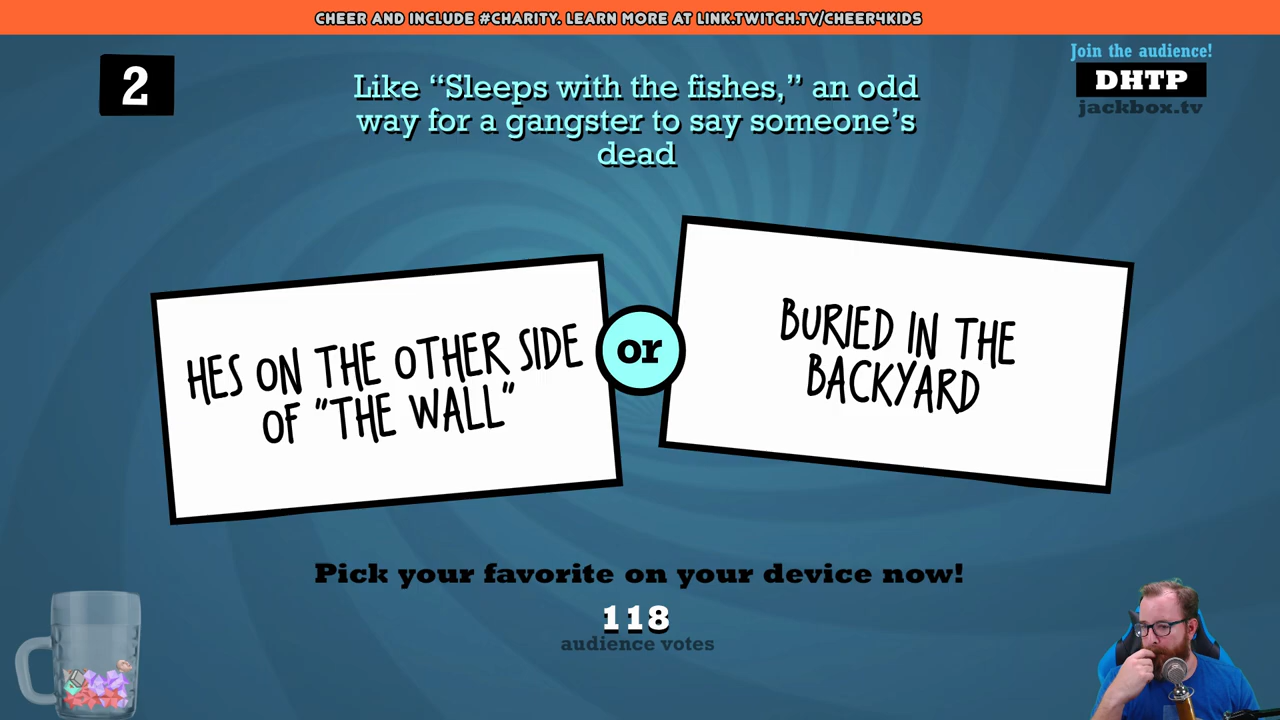 CHEER AND INCLUDE #CHARITY. LEARN MORE AT LINK.TWITCH.TV/CHEER4KIDS
2
Like “Sleeps with the fishes,” an odd
way for a gangster to say someone's
dead
Join the audience!
DHTP
jackbox.tv
HES ON THE OTHER SIDE
OF "THE WALL"
or
BURIED IN THE
BACKYARD
Pick your favorite on your device now!
118
audience votes